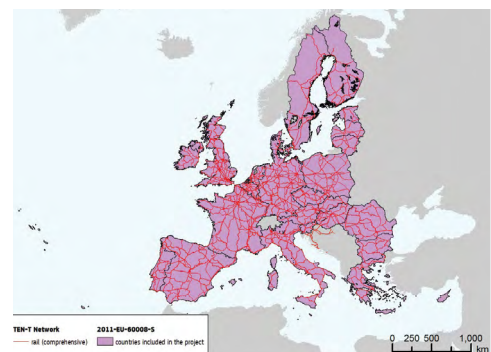 TEN-T Network 2011-EU-60008-S
rail (comprehensive) countries included in the project
0 250 500 1,000
km